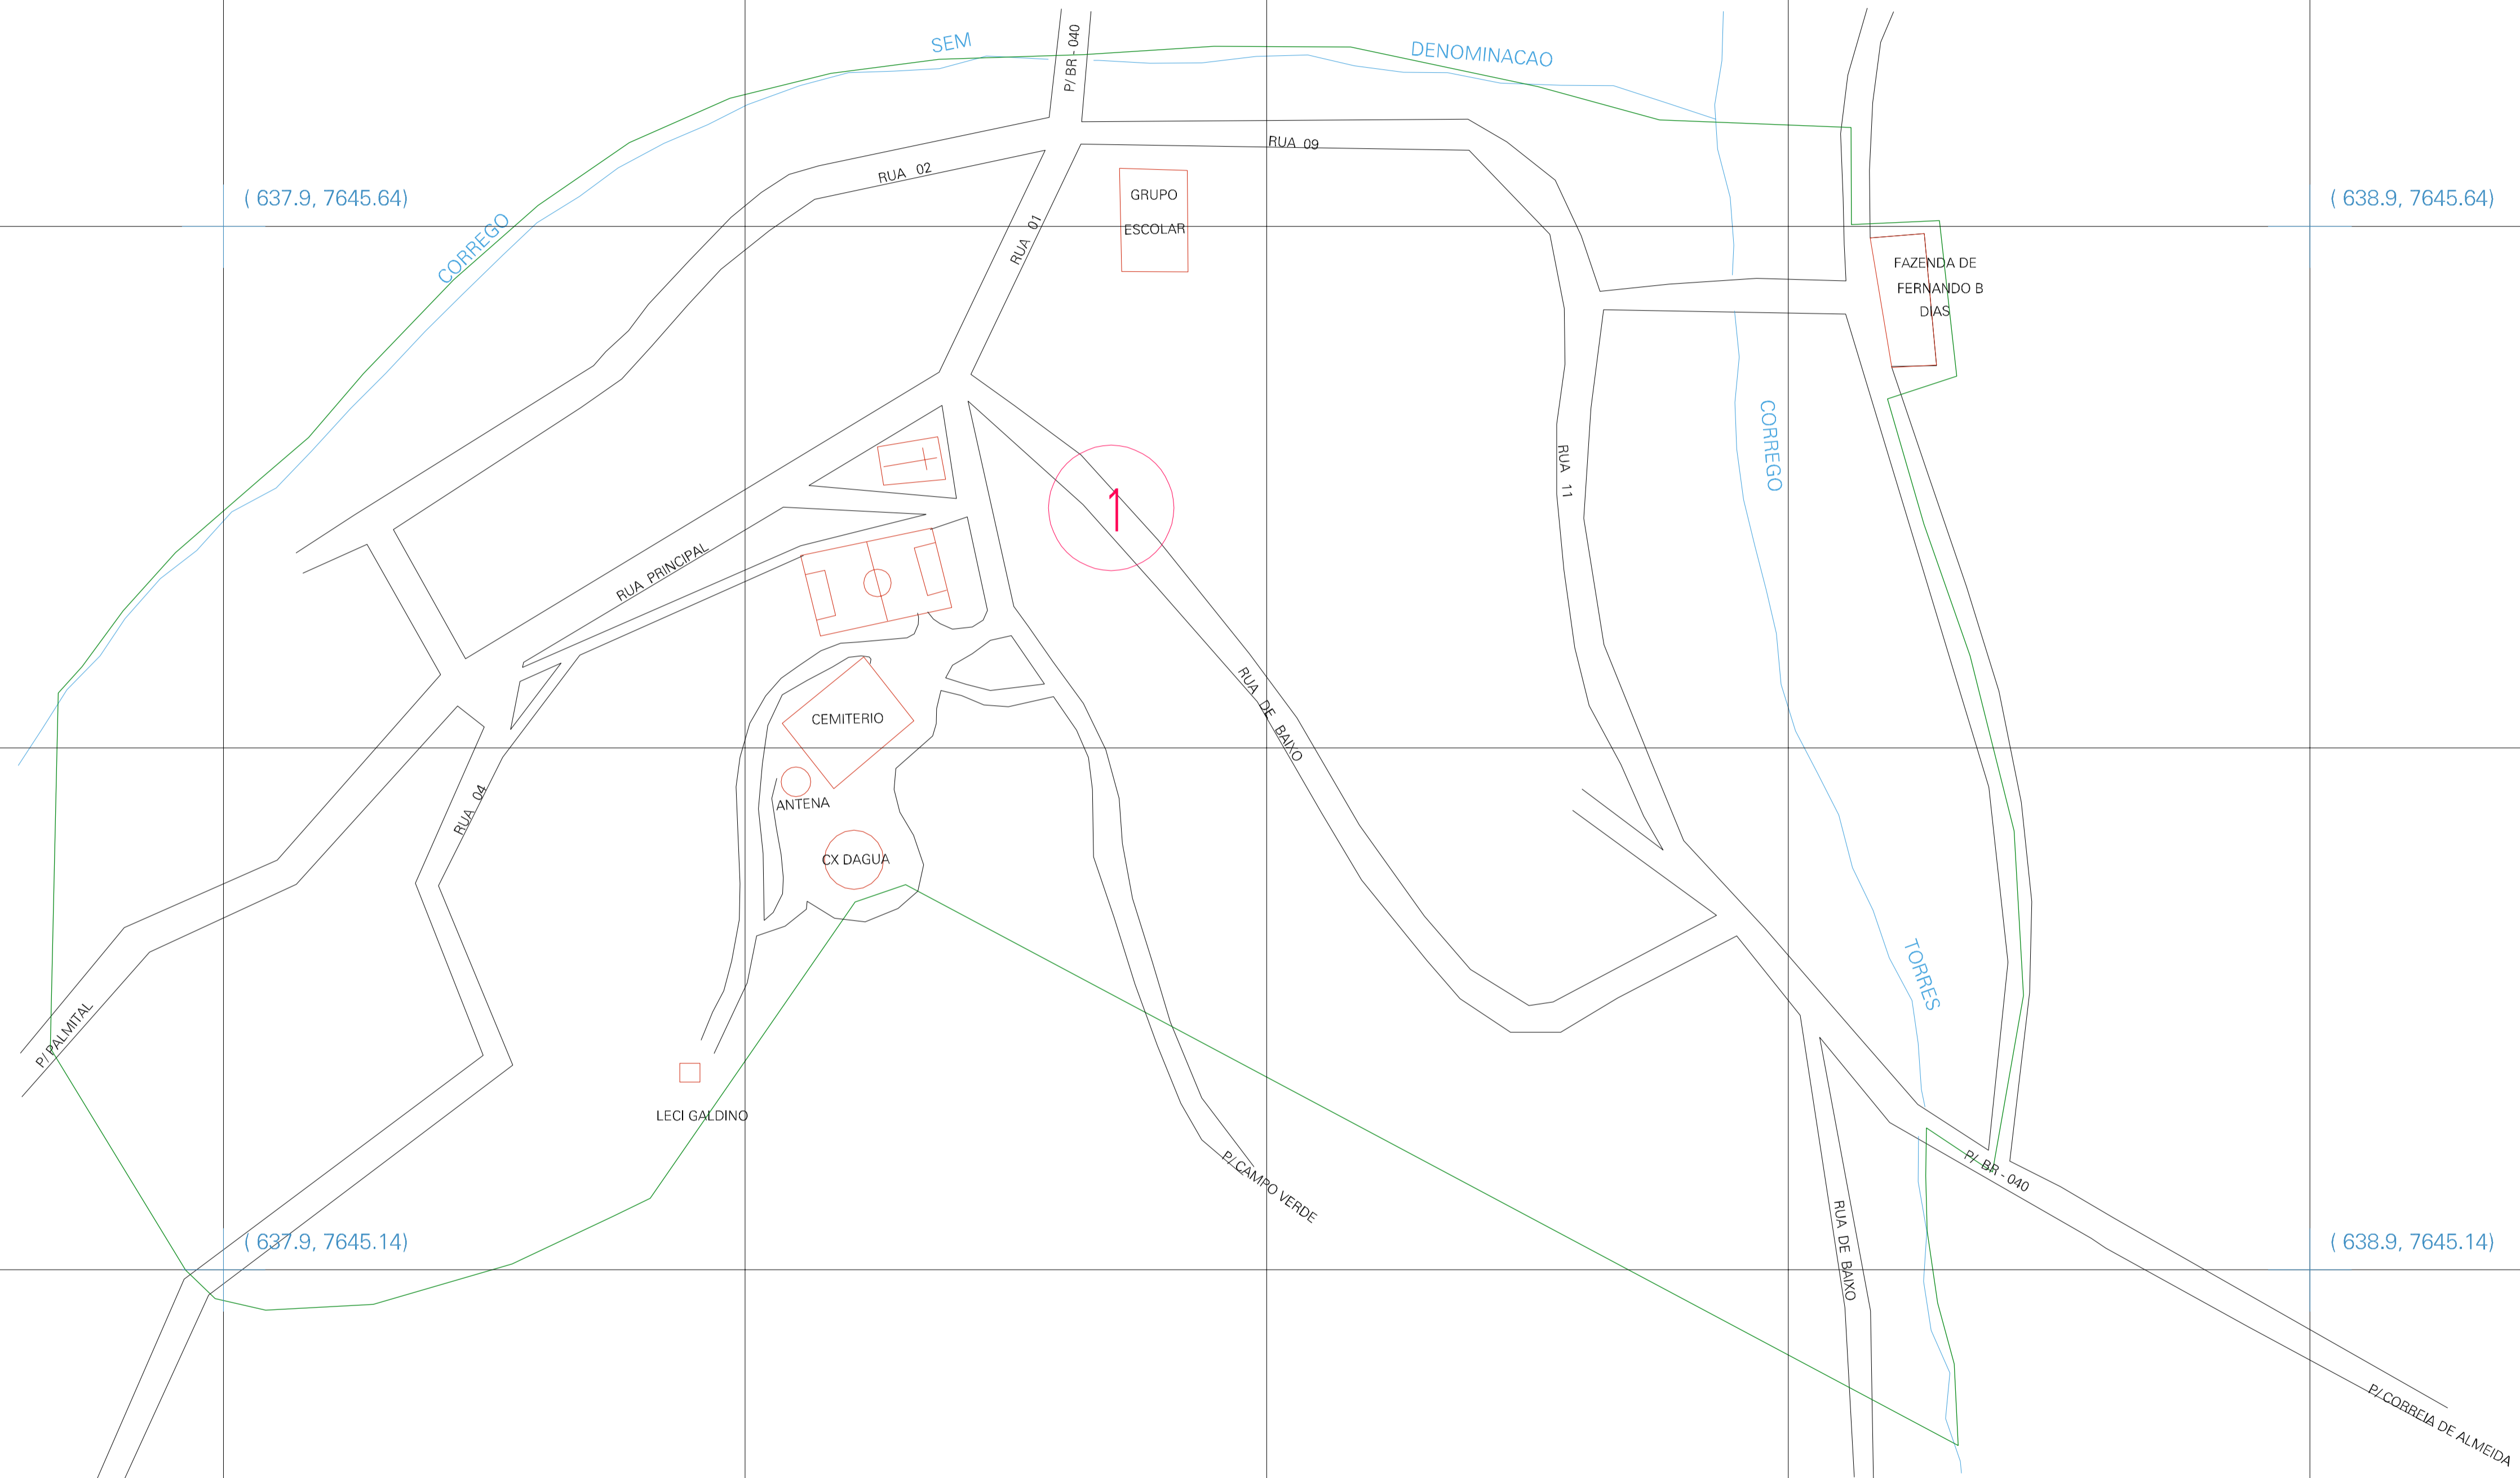 SEM
P/ BR - 040
DENOMINACAO
RUA 09
RUA 02
( 637.9, 7645.64)
GRUPO
ESCOLAR
( 638.9, 7645.64)
CORREGO
RUA 01
FAZENDA DE
FERNANDO B
DIAS
CORREGO
RUA 11
1
RUA PRINCIPAL
RUA DE BAIXO
CEMITERIO
ANTENA
RUA 04
CX DAGUA
TORRES
P/ PALMITAL
LECI GALDINO
P/ CAMPO VERDE
P/ BR - 040
RUA DE BAIXO
( 637.9, 7645.14)
( 638.9, 7645.14)
P/ CORREIA DE ALMEIDA